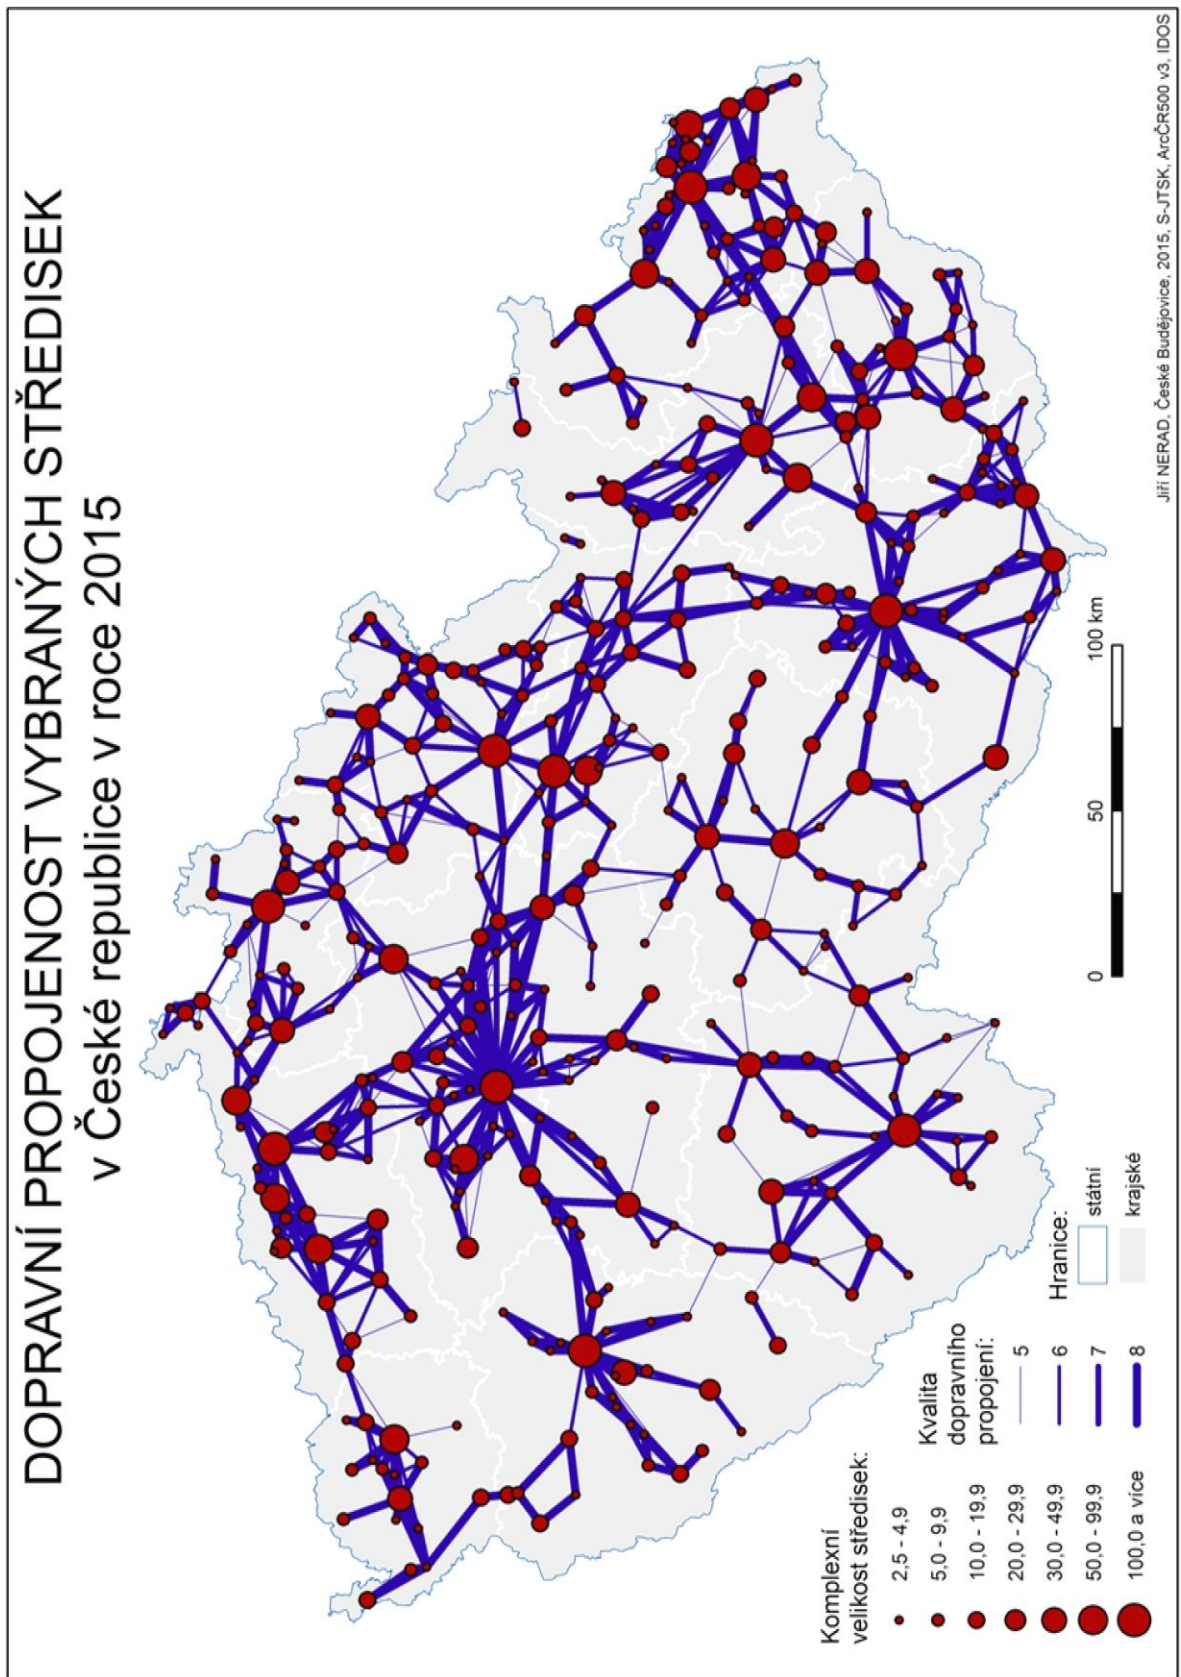 DOPRAVNÍ PROPOJENOST VYBRANÝCH STŘEDISEK
v České republice v roce 2015
Komplexní
velikost středisek:
2,5 - 4,9
5,0 - 9,9
10,0 - 19,9
20,0 - 29,9
30,0 - 49,9
50,0 - 99,9
100,0 a více
Kvalita
dopravního
propojení:
5
6
7
8
Hranice:
státní
krajské
0
50
100 km
Jiří NERAD, České Budějovice, 2015, S-JTSK, ArcČR500 v3, IDOS